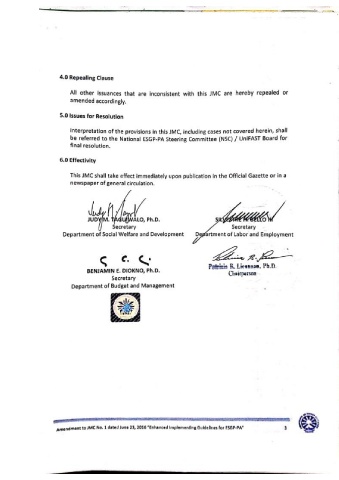 4.0 Repealing Clause
All other issuances that are inconsistent with this JMC are hereby repealed or
amended accordingly.
5.0 Issues for Resolution
Interpretation of the provisions in this JMC, including cases not covered herein, shall
be referred to the National ESGP-PA Steering Committee (NSC) / UniFAST Board for
final resolution.
6.0 Effectivity
This JMC shall take effect immediately upon publication in the Official Gazette or in a
newspaper of general circulation.
JUDY M. TAGUIWALO, Ph.D.
Secretary
Department of Social Welfare and Development
SILVESTRE H. BELLO III
Secretary
Department of Labor and Employment
BENJAMIN E. DIOKNO, Ph.D.
Secretary
Department of Budget and Management
Patricia B. Licuanan, Ph.D.
Chairperson
Amendment to JMC No. 1 dated June 23, 2016 "Enhanced Implementing Guidelines for ESGP-PA"
3